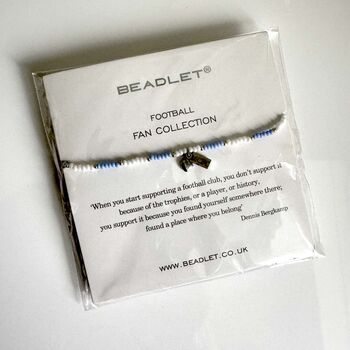 BEADLET®
FOOTBALL
FAN COLLECTION
'When you start supporting a football club, you don't support it
because of the trophies, or a player, or history,
you support it because you found yourself somewhere there;
found a place where you belong'
Dennis Bergkamp
WWW.BEADLET.CO.UK